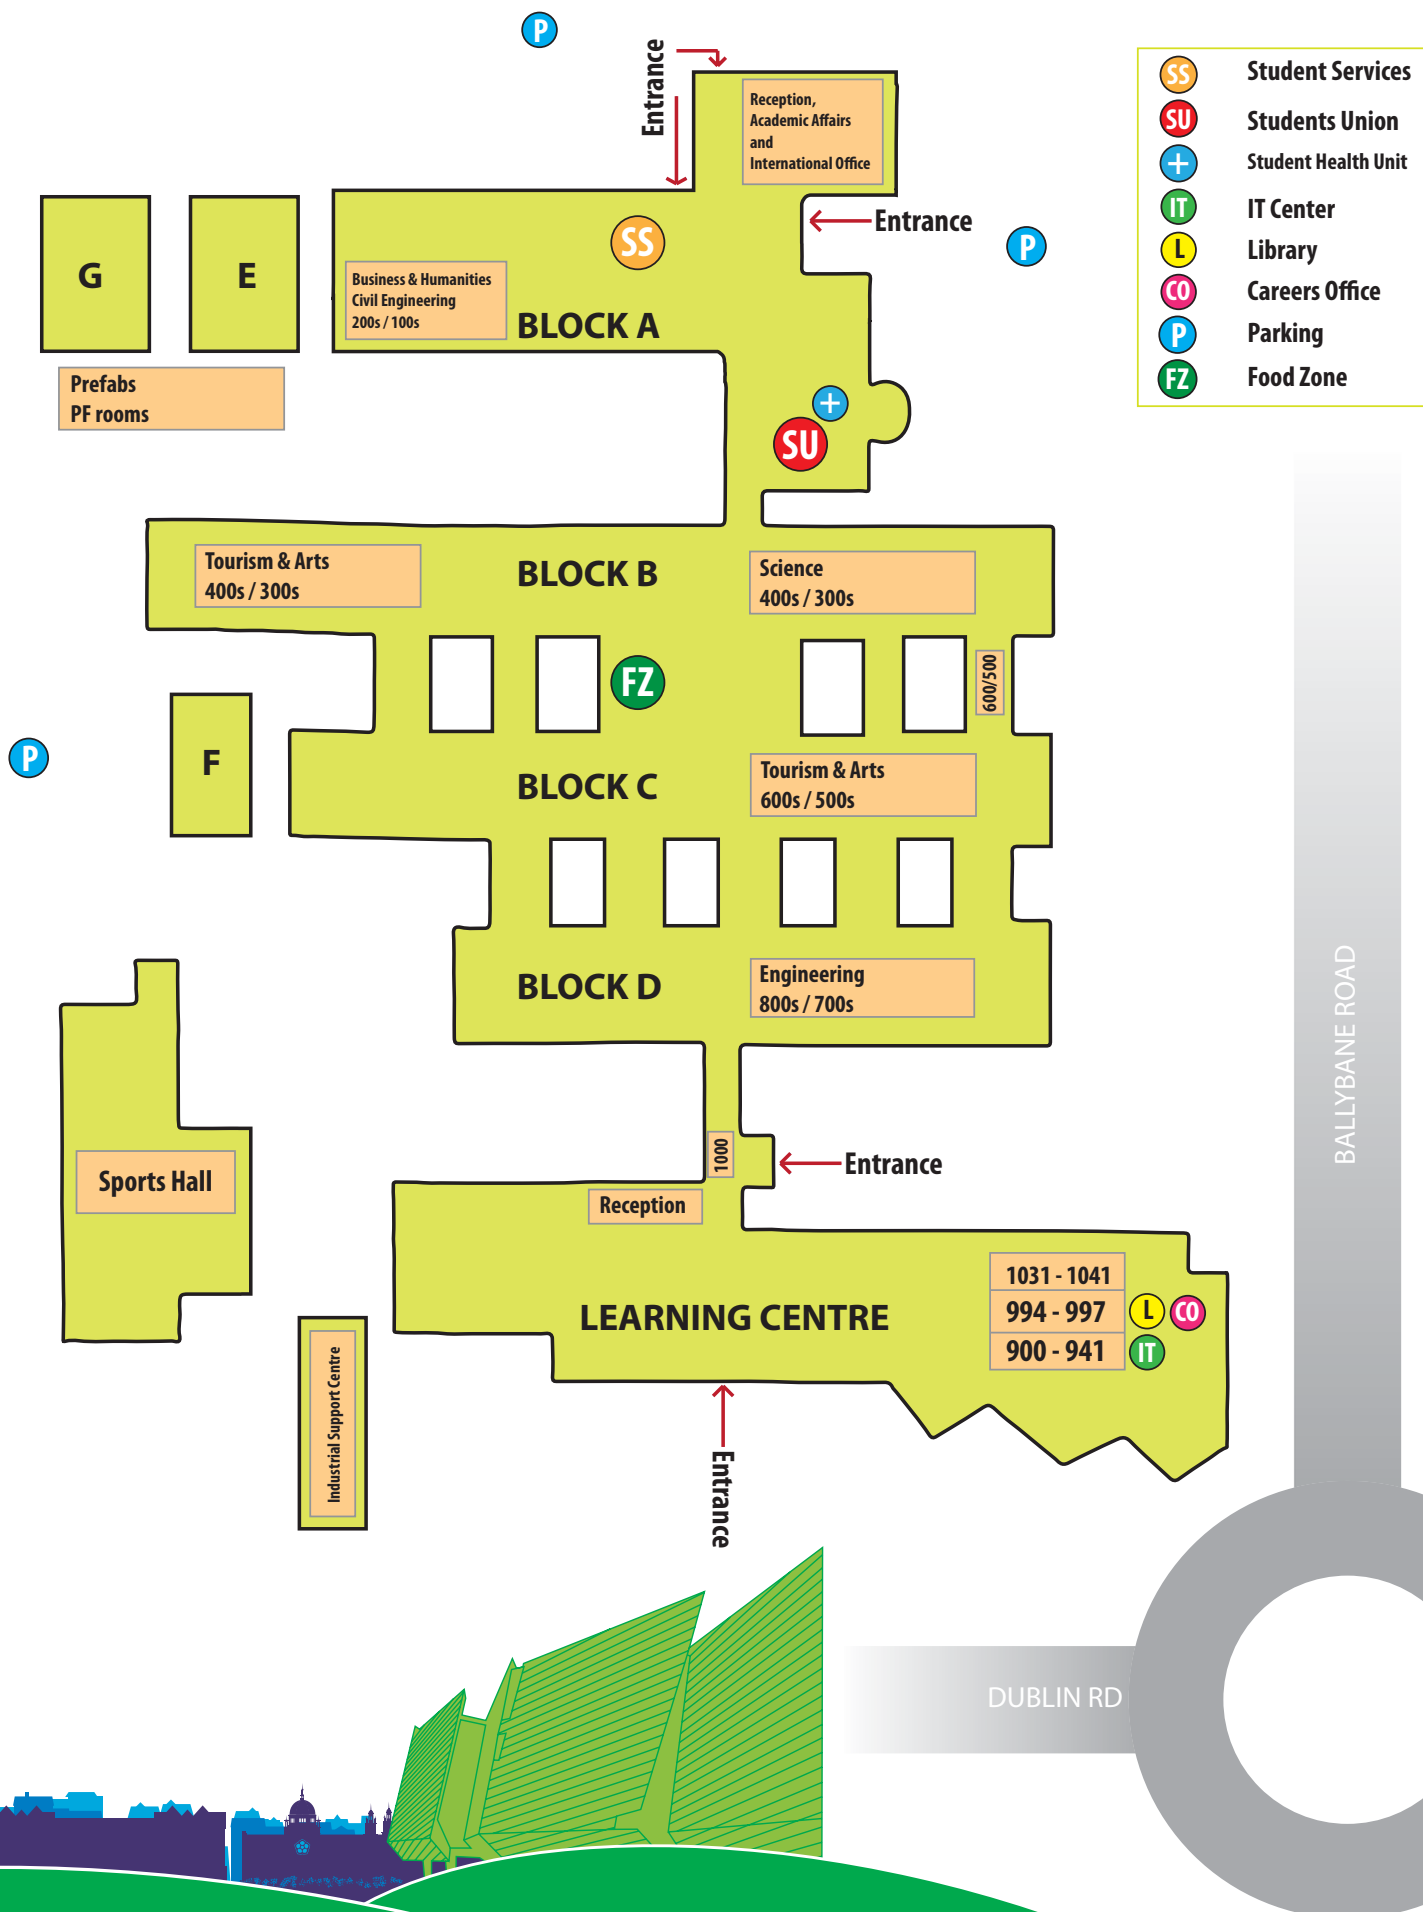 P
Entrance
Reception,
Academic Affairs
and
International Office
SS Student Services
SU Students Union
+ Student Health Unit
IT IT Center
L Library
CO Careers Office
P Parking
FZ Food Zone
Entrance
P
G
E
SS
Business & Humanities
Civil Engineering
200s / 100s
BLOCK A
Prefabs
PF rooms
+
SU
Tourism & Arts
400s / 300s
BLOCK B
Science
400s / 300s
FZ
600/500
P
F
BLOCK C
Tourism & Arts
600s / 500s
BLOCK D
Engineering
800s / 700s
BALLYBANE ROAD
Sports Hall
1000
Entrance
Reception
LEARNING CENTRE
1031 - 1041
994 - 997 L CO
900 - 941 IT
Industrial Support Centre
Entrance
DUBLIN RD